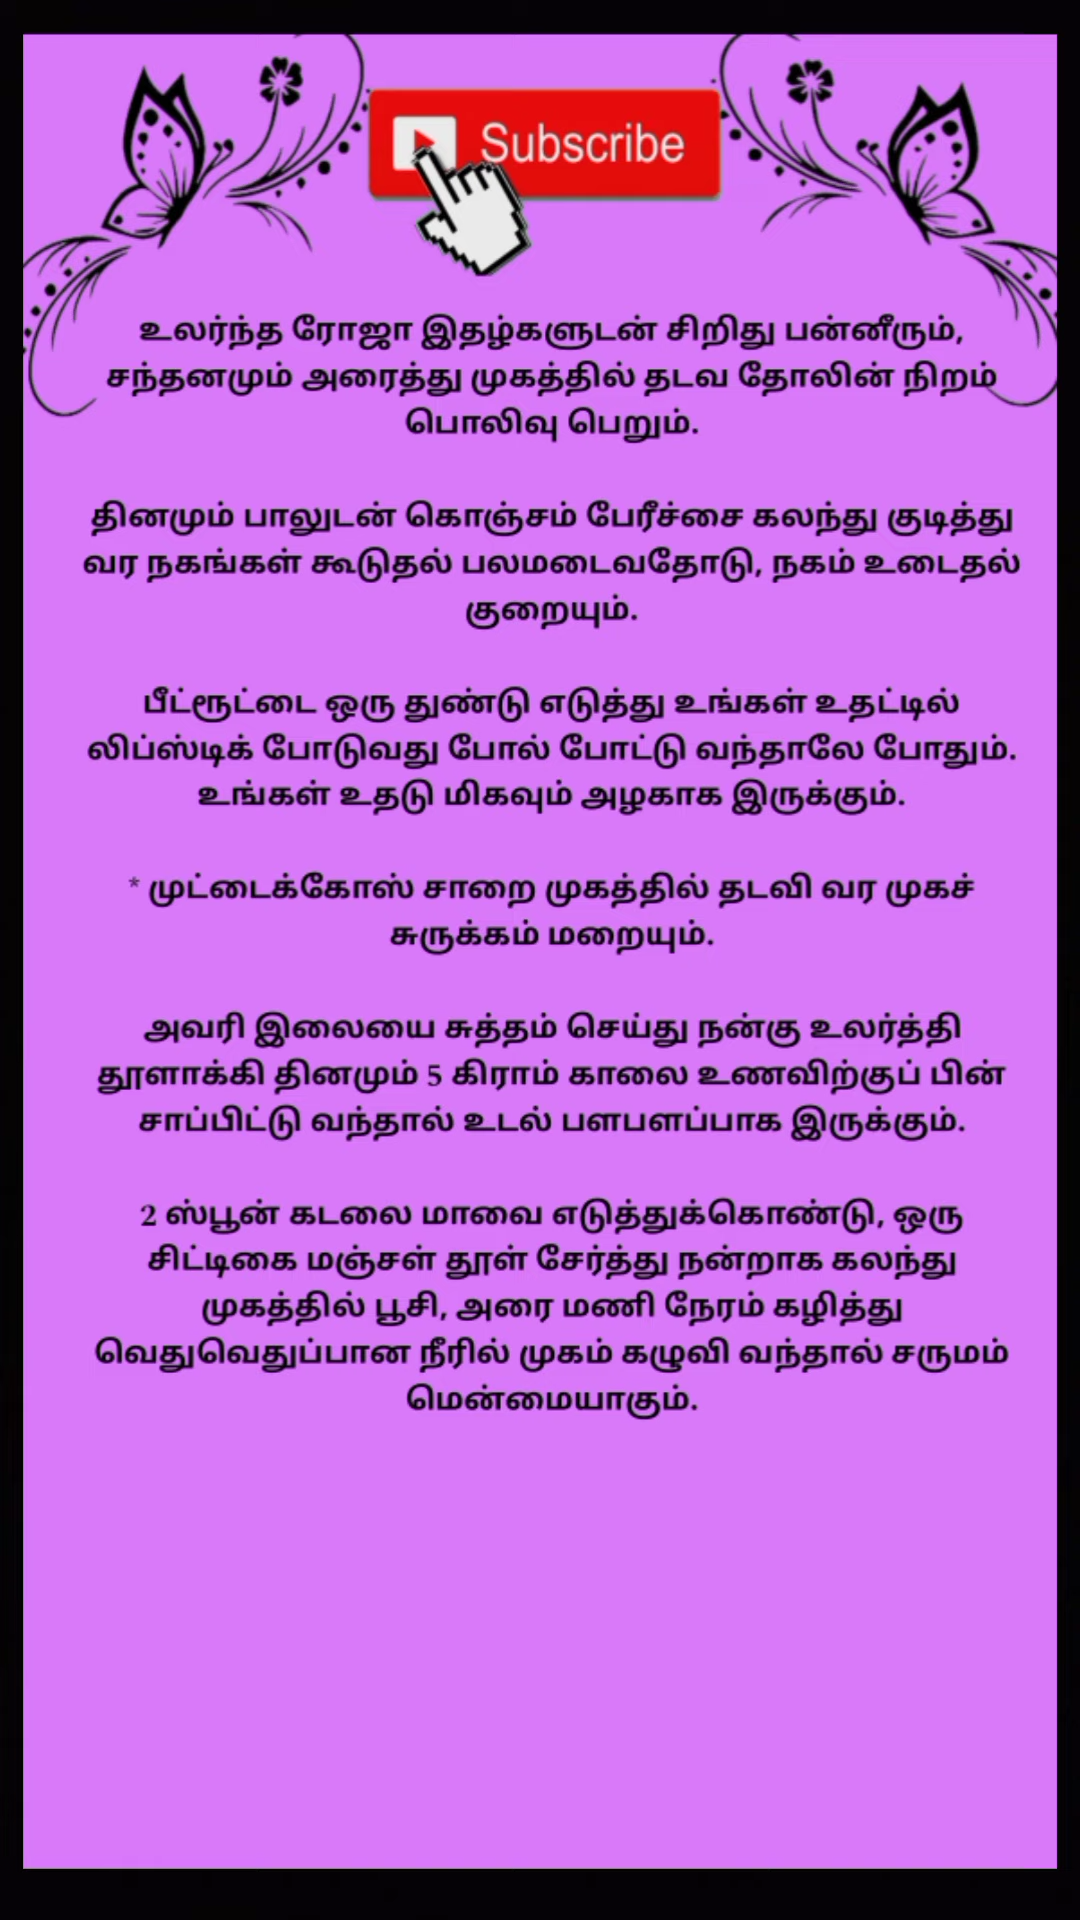 Subscribe
உலர்ந்த ரோஜா இதழ்களுடன் சிறிது பன்னீரும்,
சந்தனமும் அரைத்து முகத்தில் தடவ தோலின் நிறம்
பொலிவு பெறும்.
தினமும் பாலுடன் கொஞ்சம் பேரீச்சை கலந்து குடித்து
வர நகங்கள் கூடுதல் பலமடைவதோடு, நகம் உடைதல்
குறையும்.
பீட்ரூட்டை ஒரு துண்டு எடுத்து உங்கள் உதட்டில்
லிப்ஸ்டிக் போடுவது போல் போட்டு வந்தாலே போதும்.
உங்கள் உதடு மிகவும் அழகாக இருக்கும்.
* முட்டைக்கோஸ் சாறை முகத்தில் தடவி வர முகச்
சுருக்கம் மறையும்.
அவரி இலையை சுத்தம் செய்து நன்கு உலர்த்தி
தூளாக்கி தினமும் 5 கிராம் காலை உணவிற்குப் பின்
சாப்பிட்டு வந்தால் உடல் பளபளப்பாக இருக்கும்.
2 ஸ்பூன் கடலை மாவை எடுத்துக்கொண்டு, ஒரு
சிட்டிகை மஞ்சள் தூள் சேர்த்து நன்றாக கலந்து
முகத்தில் பூசி, அரை மணி நேரம் கழித்து
வெதுவெதுப்பான நீரில் முகம் கழுவி வந்தால் சருமம்
மென்மையாகும்.